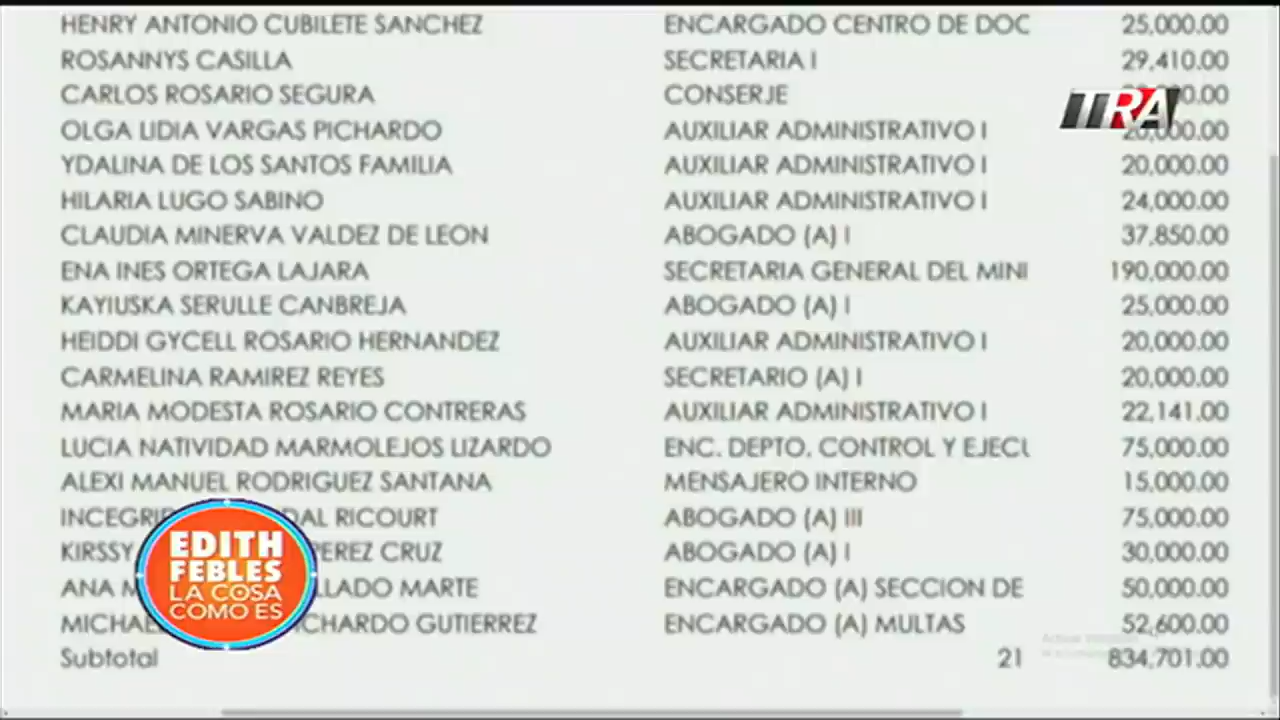 HENRY ANTONIO CUBILETE SANCHEZ ENCARGADO CENTRO DE DOC 25,000.00
ROSANNYS CASILLA SECRETARIA I 29,410.00
CARLOS ROSARIO SEGURA CONSERJE
TRA
OLGA LIDIA VARGAS PICHARDO AUXILIAR ADMINISTRATIVO I 20,000.00
YDALINA DE LOS SANTOS FAMILIA AUXILIAR ADMINISTRATIVO I 20,000.00
HILARIA LUGO SABINO AUXILIAR ADMINISTRATIVO I 24,000.00
CLAUDIA MINERVA VALDEZ DE LEON ABOGADO (A) I 37,850.00
ENA INES ORTEGA LAJARA SECRETARIA GENERAL DEL MINI 190,000.00
KAYIUSKA SERULLE CANBREJA ABOGADO (A) I 25,000.00
HEIDDI GYCELL ROSARIO HERNANDEZ AUXILIAR ADMINISTRATIVO I 20,000.00
CARMELINA RAMIREZ REYES SECRETARIO (A) I 20,000.00
MARIA MODESTA ROSARIO CONTRERAS AUXILIAR ADMINISTRATIVO I 22,141.00
LUCIA NATIVIDAD MARMOLEJOS LIZARDO ENC. DEPTO. CONTROL Y EJECU 75,000.00
ALEXI MANUEL RODRIGUEZ SANTANA MENSAJERO INTERNO 15,000.00
RICOURT ABOGADO (A) III 75,000.00
KIRSSY PEREZ CRUZ ABOGADO (A) I 30,000.00
ANA MARTE ENCARGADO (A) SECCION DE 50,000.00
GUTIERREZ ENCARGADO (A) MULTAS 52,600.00
Subtotal 21 834,701.00
EDITH
FEBLES
LA COSA
COMO ES